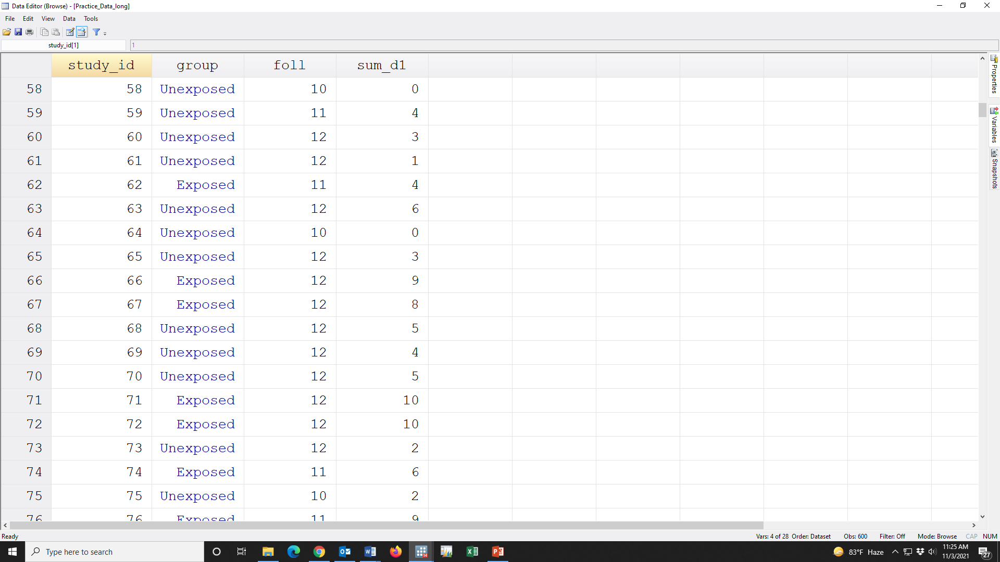 Data Editor (Browse) - [Practice_Data_long]
File Edit View Data Tools
study_id[1] 1
study_id group foll sum_d1
58 58 Unexposed 10 0
59 59 Unexposed 11 4
60 60 Unexposed 12 3
61 61 Unexposed 12 1
62 62 Exposed 11 4
63 63 Unexposed 12 6
64 64 Unexposed 10 0
65 65 Unexposed 12 3
66 66 Exposed 12 9
67 67 Exposed 12 8
68 68 Unexposed 12 5
69 69 Unexposed 12 4
70 70 Unexposed 12 5
71 71 Exposed 12 10
72 72 Exposed 12 10
73 73 Unexposed 12 2
74 74 Exposed 11 6
75 75 Unexposed 10 2
76 76 Exposed 11 9
Properties
Variables
Snapshots
Ready Vars: 4 of 28 Order: Dataset Obs: 600 Filter: Off Mode: Browse CAP NUM
Type here to search 14 83°F Haze 11:25 AM 27
11/3/2021